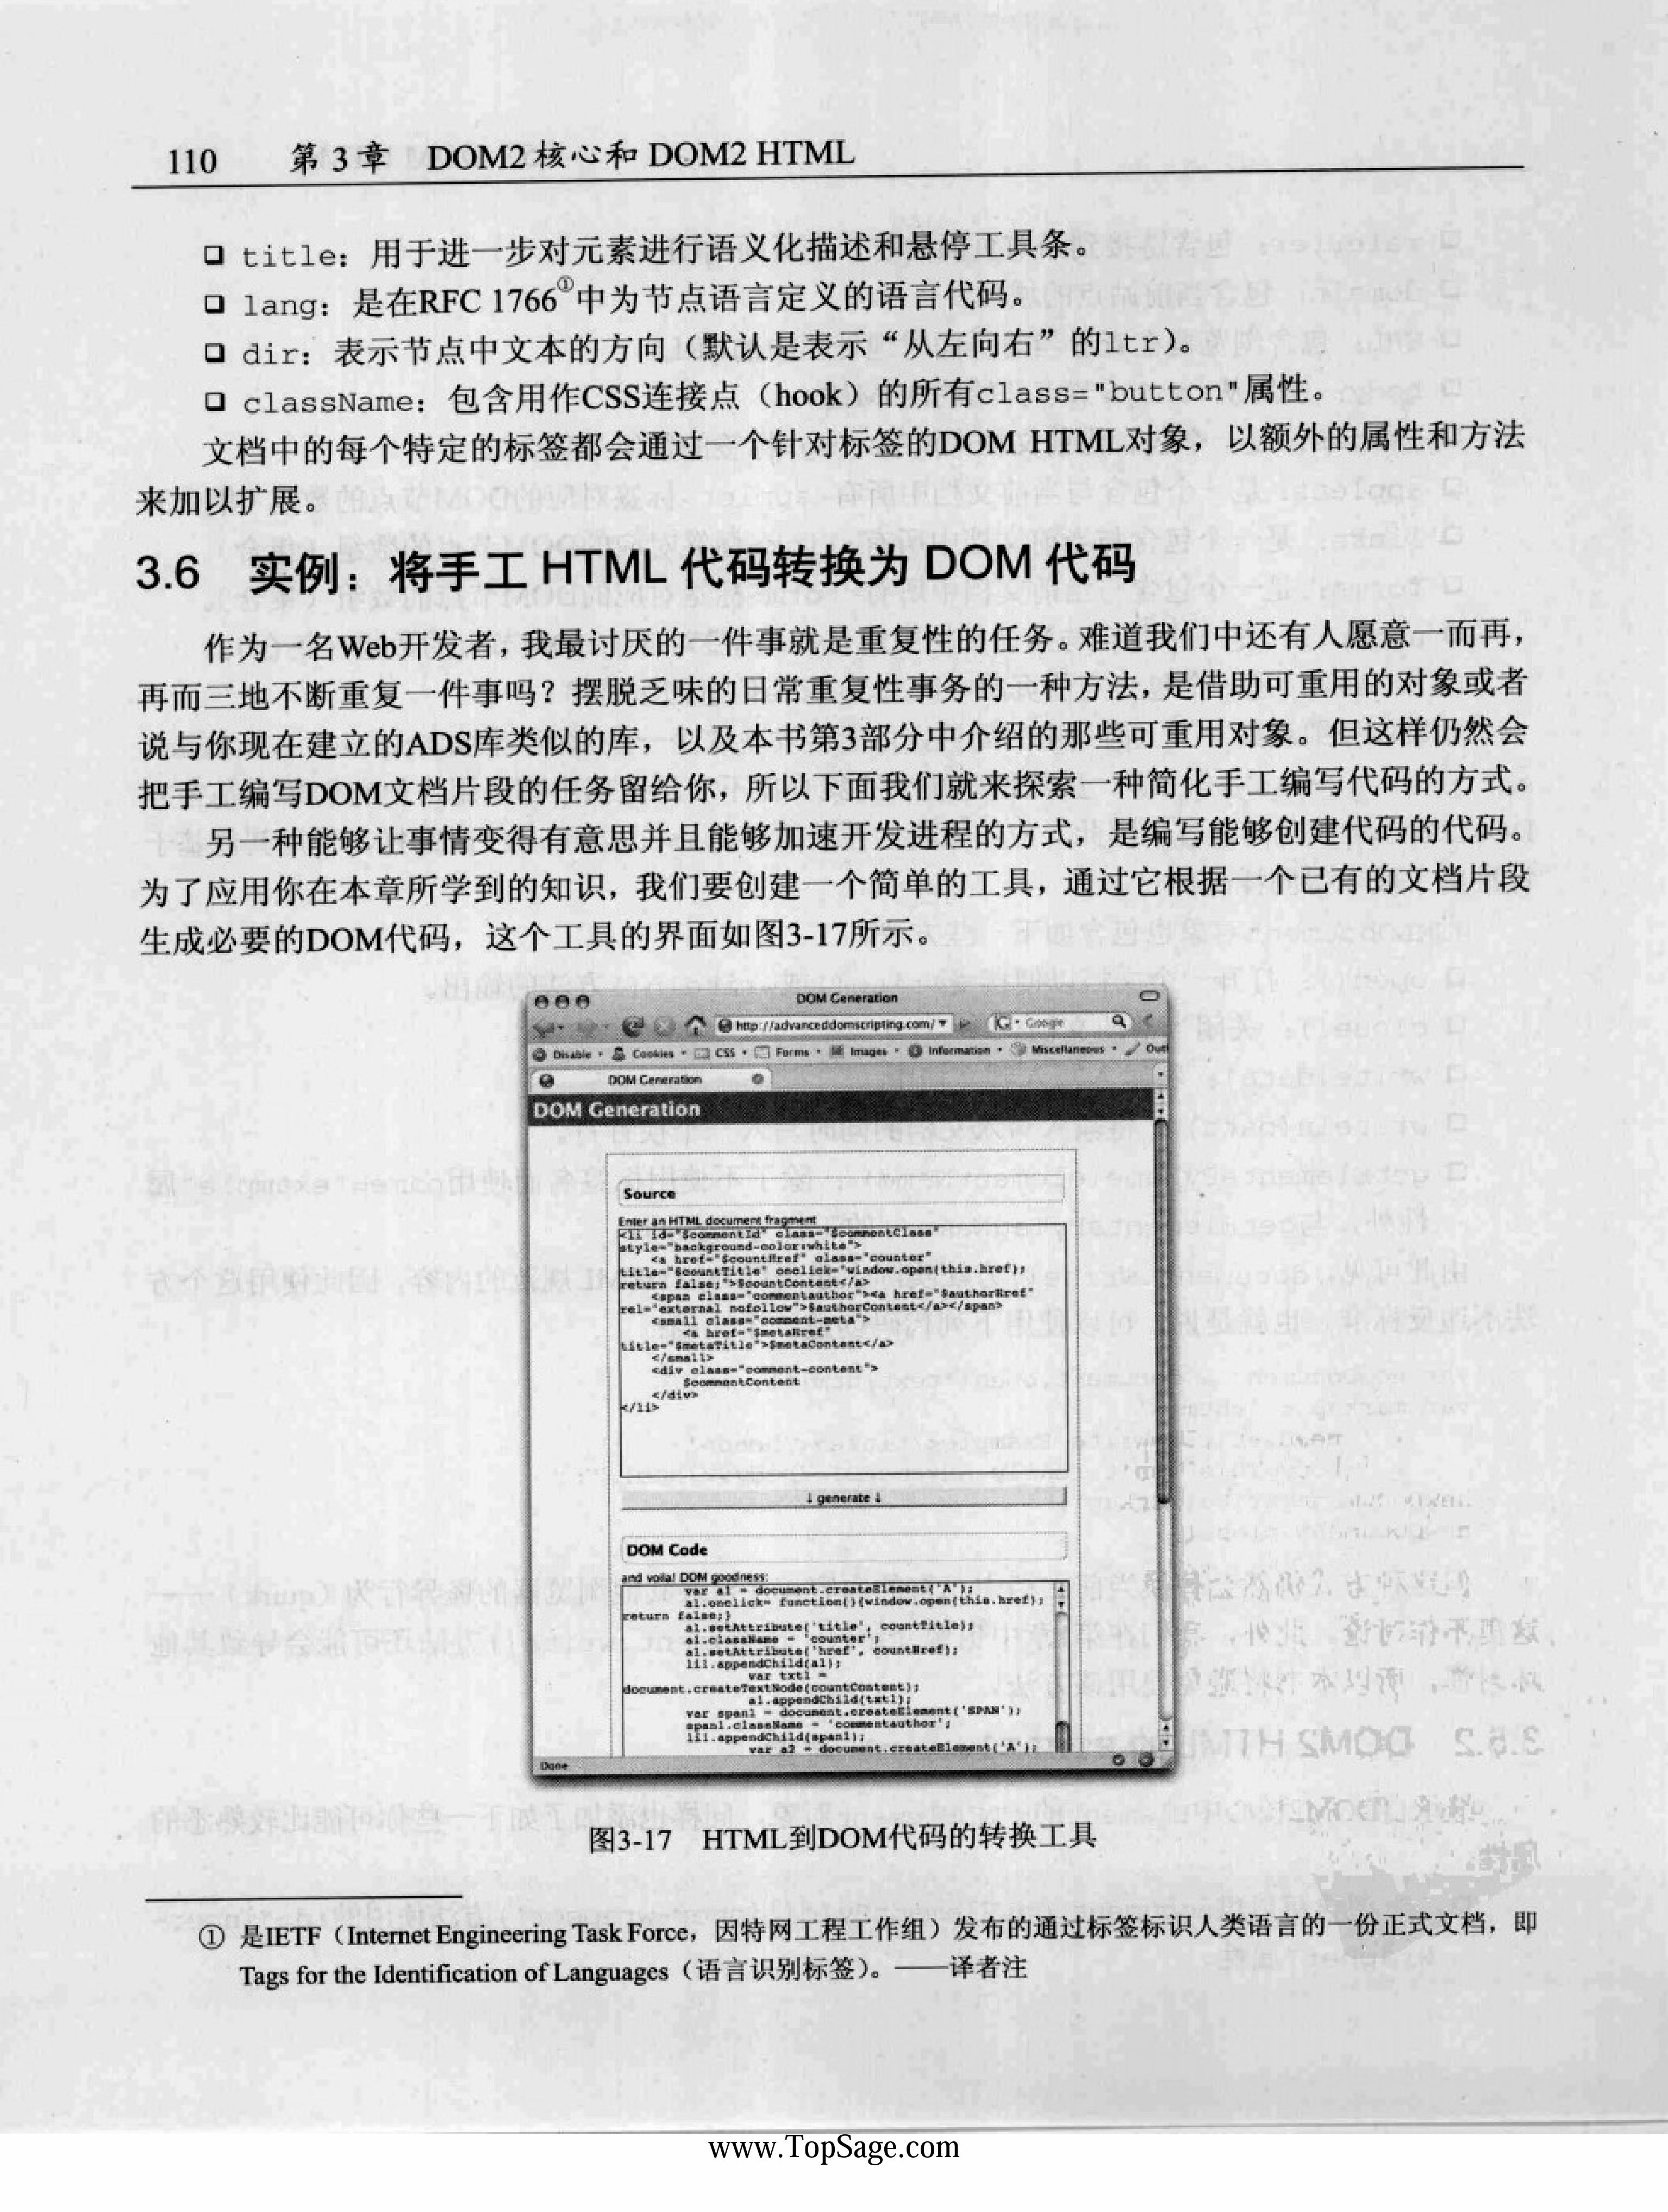 110 第 3 章 DOM2 核心和 DOM2 HTML
❑ title：用于进一步对元素进行语义化描述和悬停工具条。
❑ lang：是在RFC 1766①中为节点语言定义的语言代码。
❑ dir：表示节点中文本的方向（默认是表示“从左向右”的ltr）。
❑ className：包含用作CSS连接点（hook）的所有class="button"属性。
文档中的每个特定的标签都会通过一个针对标签的DOM HTML对象，以额外的属性和方法
来加以扩展。
3.6 实例：将手工 HTML 代码转换为 DOM 代码
作为一名Web开发者，我最讨厌的一件事就是重复性的任务。难道我们中还有人愿意一而再，
再而三地不断重复一件事吗？摆脱乏味的日常重复性事务的一种方法，是借助可重用的对象或者
说与你现在建立的ADS库类似的库，以及本书第3部分中介绍的那些可重用对象。但这样仍然会
把手工编写DOM文档片段的任务留给你，所以下面我们就来探索一种简化手工编写代码的方式。
另一种能够让事情变得有意思并且能够加速开发进程的方式，是编写能够创建代码的代码。
为了应用你在本章所学到的知识，我们要创建一个简单的工具，通过它根据一个已有的文档片段
生成必要的DOM代码，这个工具的界面如图3-17所示。
DOM Generation
http://advanceddomscripting.com/ Google
Disable Cookies CSS Forms Images Information Miscellaneous Outl
DOM Generation
DOM Generation
Source
Enter an HTML document fragment
<li id="$commentId" class="$commentClass"
style="background-color:white">
<a href="$countHref" class="counter"
title="$countTitle" onclick="window.open(this.href);
return false;">$countContent</a>
<span class="commentauthor"><a href="$authorHref"
rel="external nofollow">$authorContent</a></span>
<small class="comment-meta">
<a href="$metaHref"
title="$metaTitle">$metaContent</a>
</small>
<div class="comment-content">
$commentContent
</div>
</li>
↓ generate ↓
DOM Code
and voila! DOM goodness:
var a1 = document.createElement('A');
a1.onclick= function(){window.open(this.href);
return false;}
a1.setAttribute('title', countTitle);
a1.className = 'counter';
a1.setAttribute('href', countHref);
li1.appendChild(a1);
var txt1 =
document.createTextNode(countContent);
a1.appendChild(txt1);
var span1 = document.createElement('SPAN');
span1.className = 'commentauthor';
li1.appendChild(span1);
var a2 = document.createElement('A');
Done
图3-17 HTML到DOM代码的转换工具
① 是IETF（Internet Engineering Task Force，因特网工程工作组）发布的通过标签标识人类语言的一份正式文档，即
Tags for the Identification of Languages（语言识别标签）。——译者注
www.TopSage.com